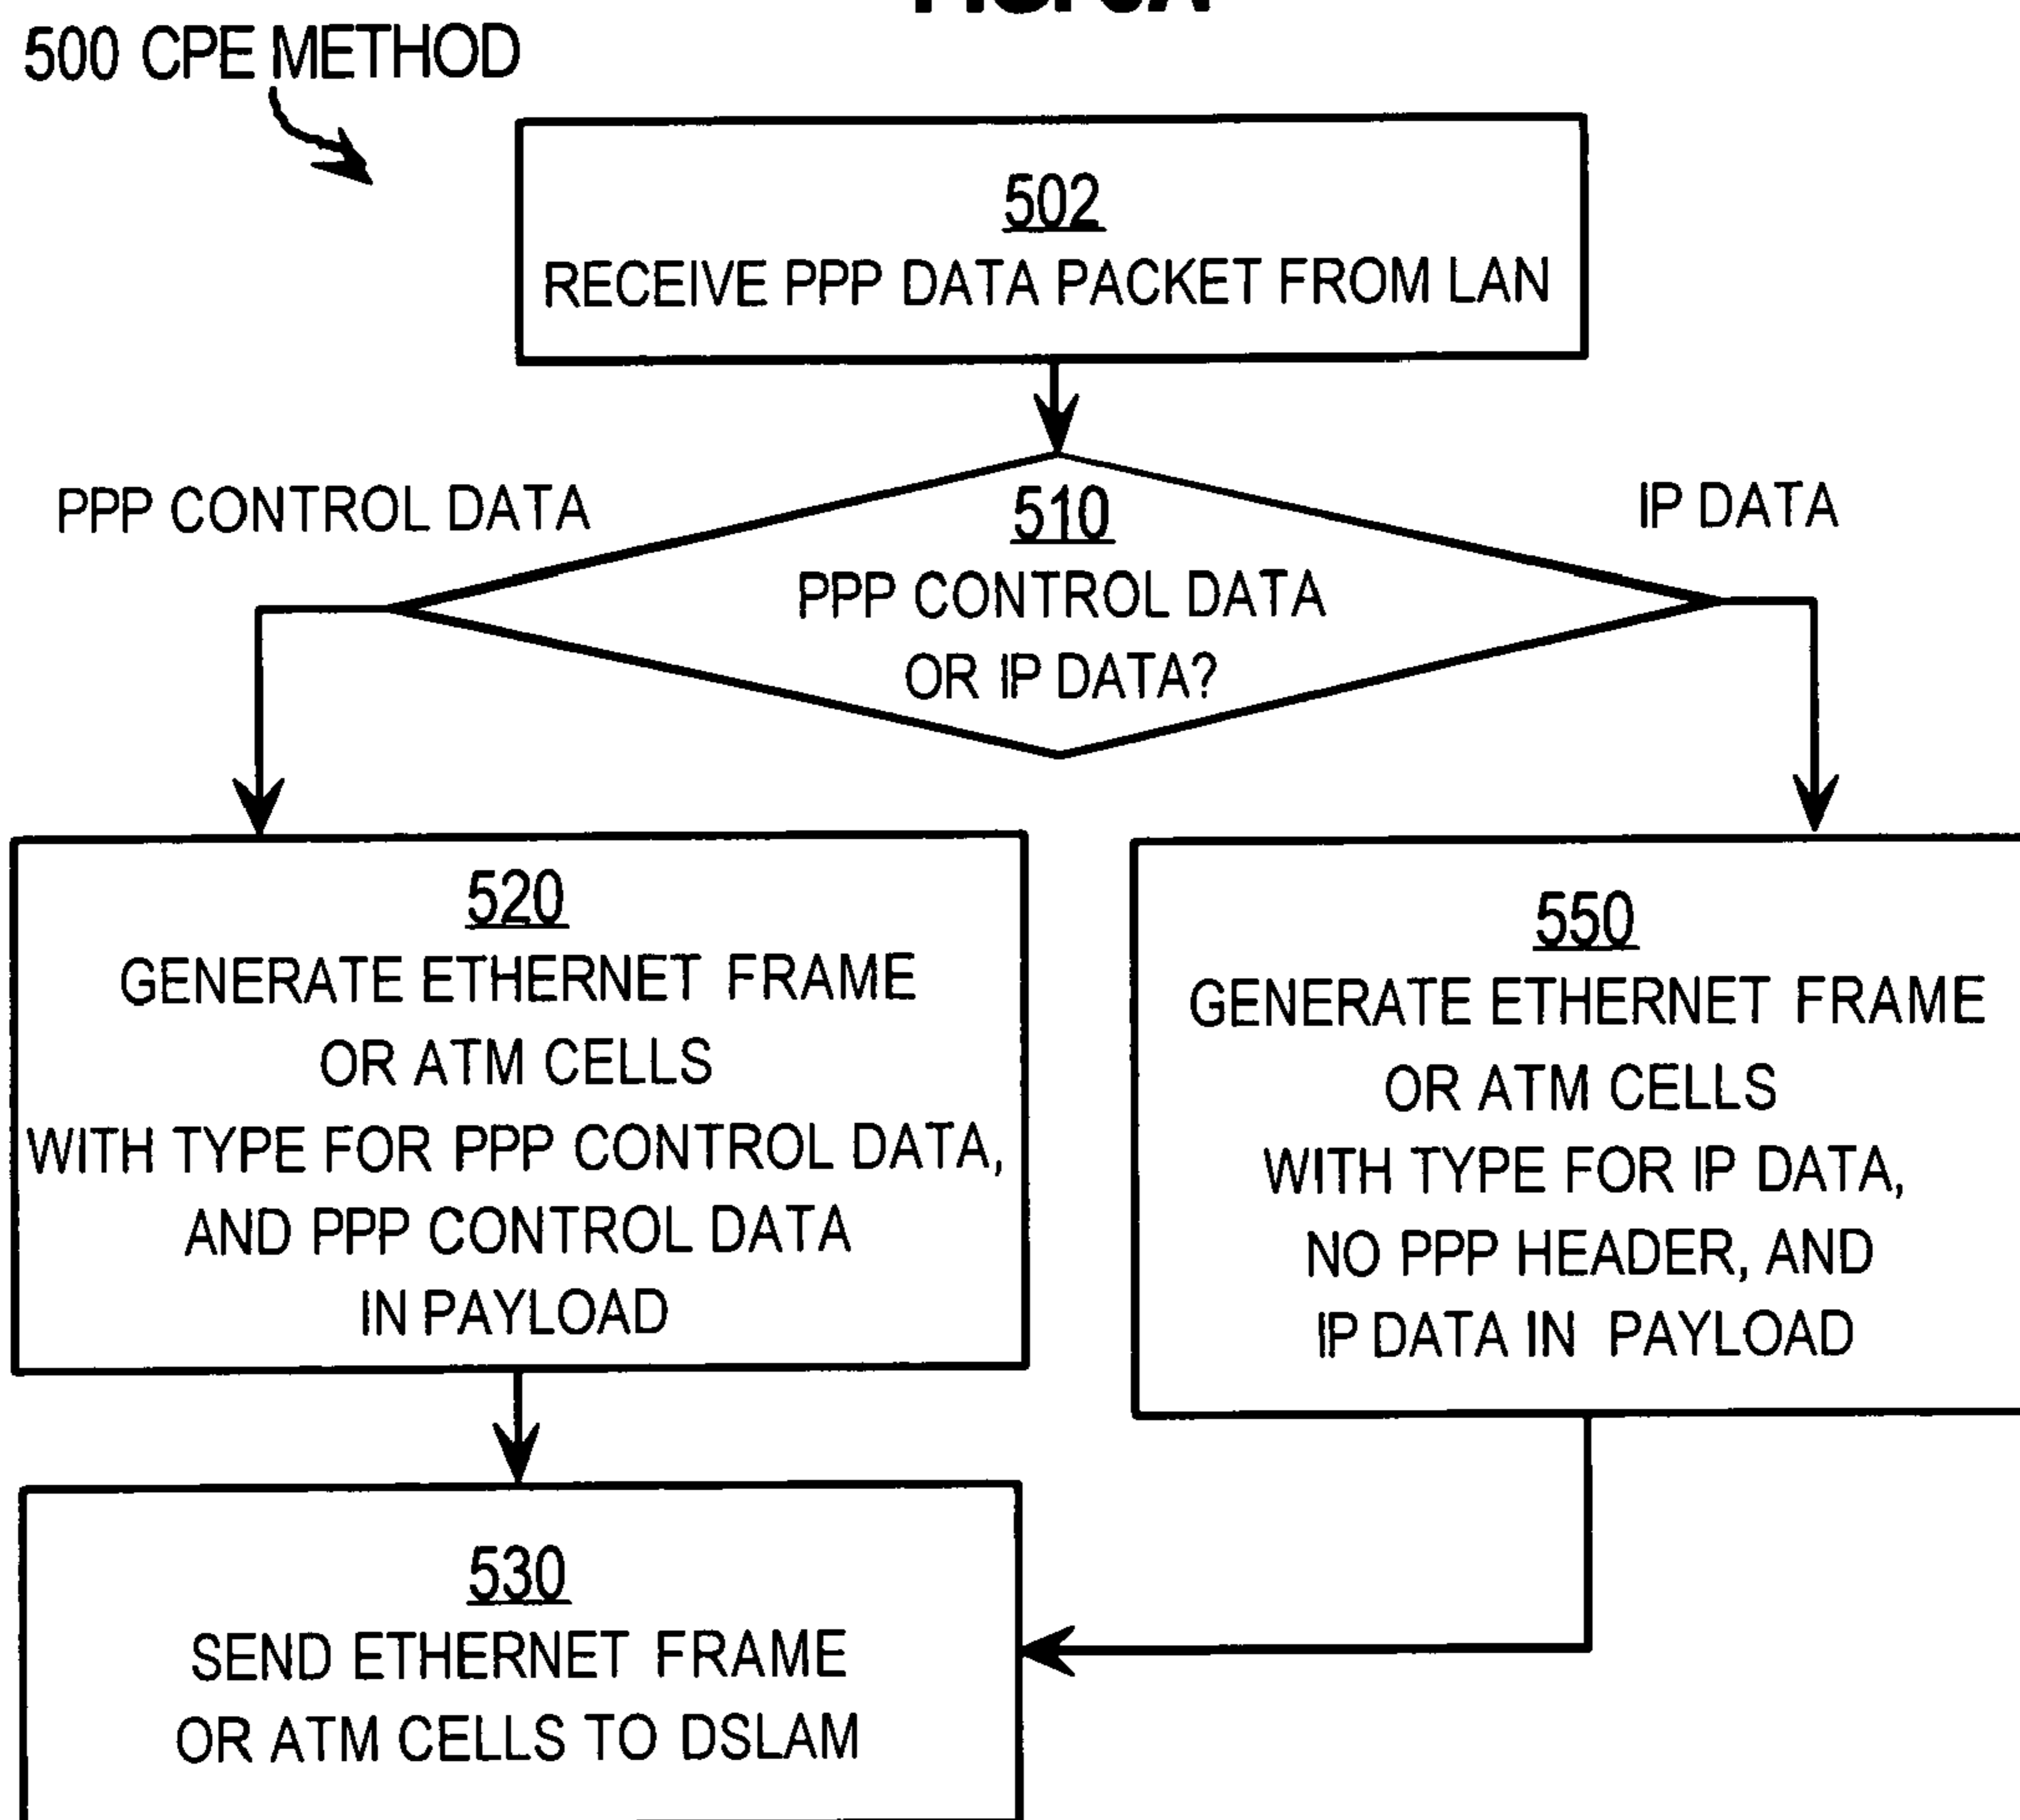 500 CPE METHOD
502
RECEIVE PPP DATA PACKET FROM LAN
PPP CONTROL DATA
IP DATA
510
PPP CONTROL DATA
OR IP DATA?
520
GENERATE ETHERNET FRAME
OR ATM CELLS
WITH TYPE FOR PPP CONTROL DATA,
AND PPP CONTROL DATA
IN PAYLOAD
550
GENERATE ETHERNET FRAME
OR ATM CELLS
WITH TYPE FOR IP DATA,
NO PPP HEADER, AND
IP DATA IN PAYLOAD
530
SEND ETHERNET FRAME
OR ATM CELLS TO DSLAM